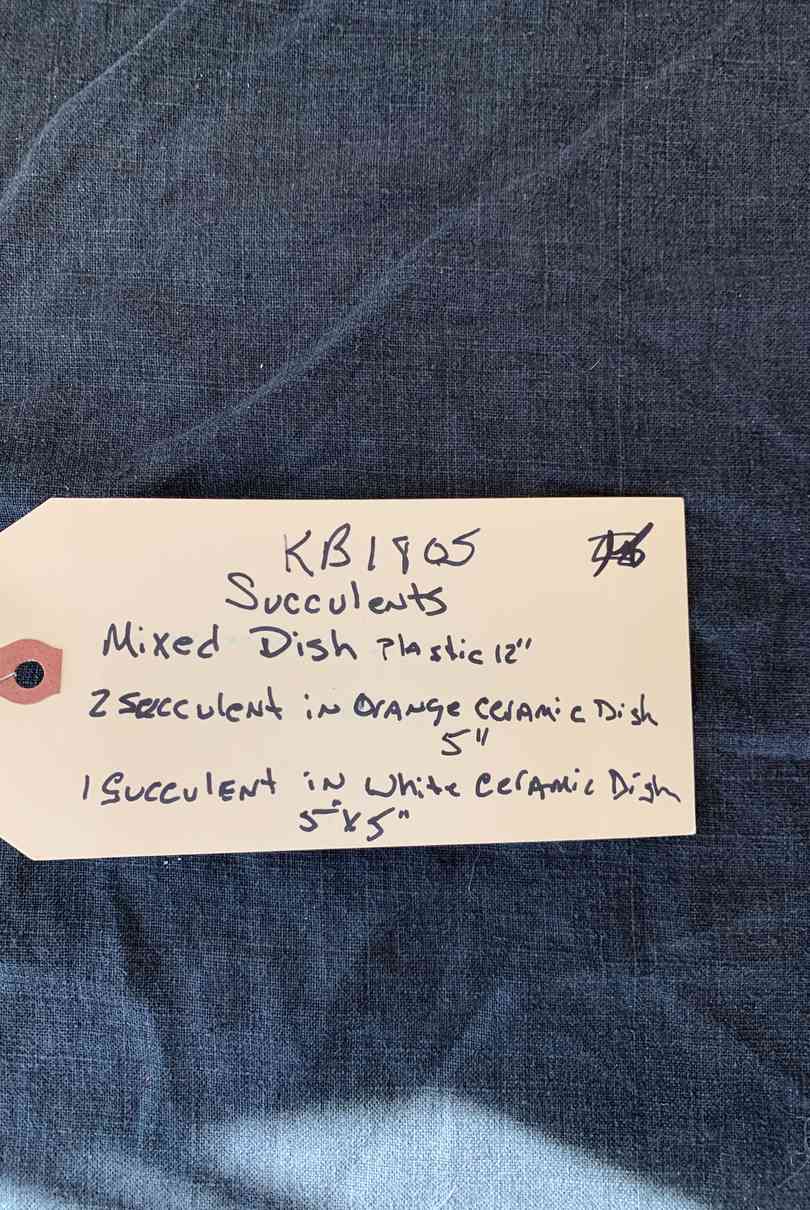 KB1905
Succulents
Mixed Dish Plastic 12"
2 Succulent in Orange Ceramic Dish
5"
1 Succulent in White Ceramic Dish
5"x5"